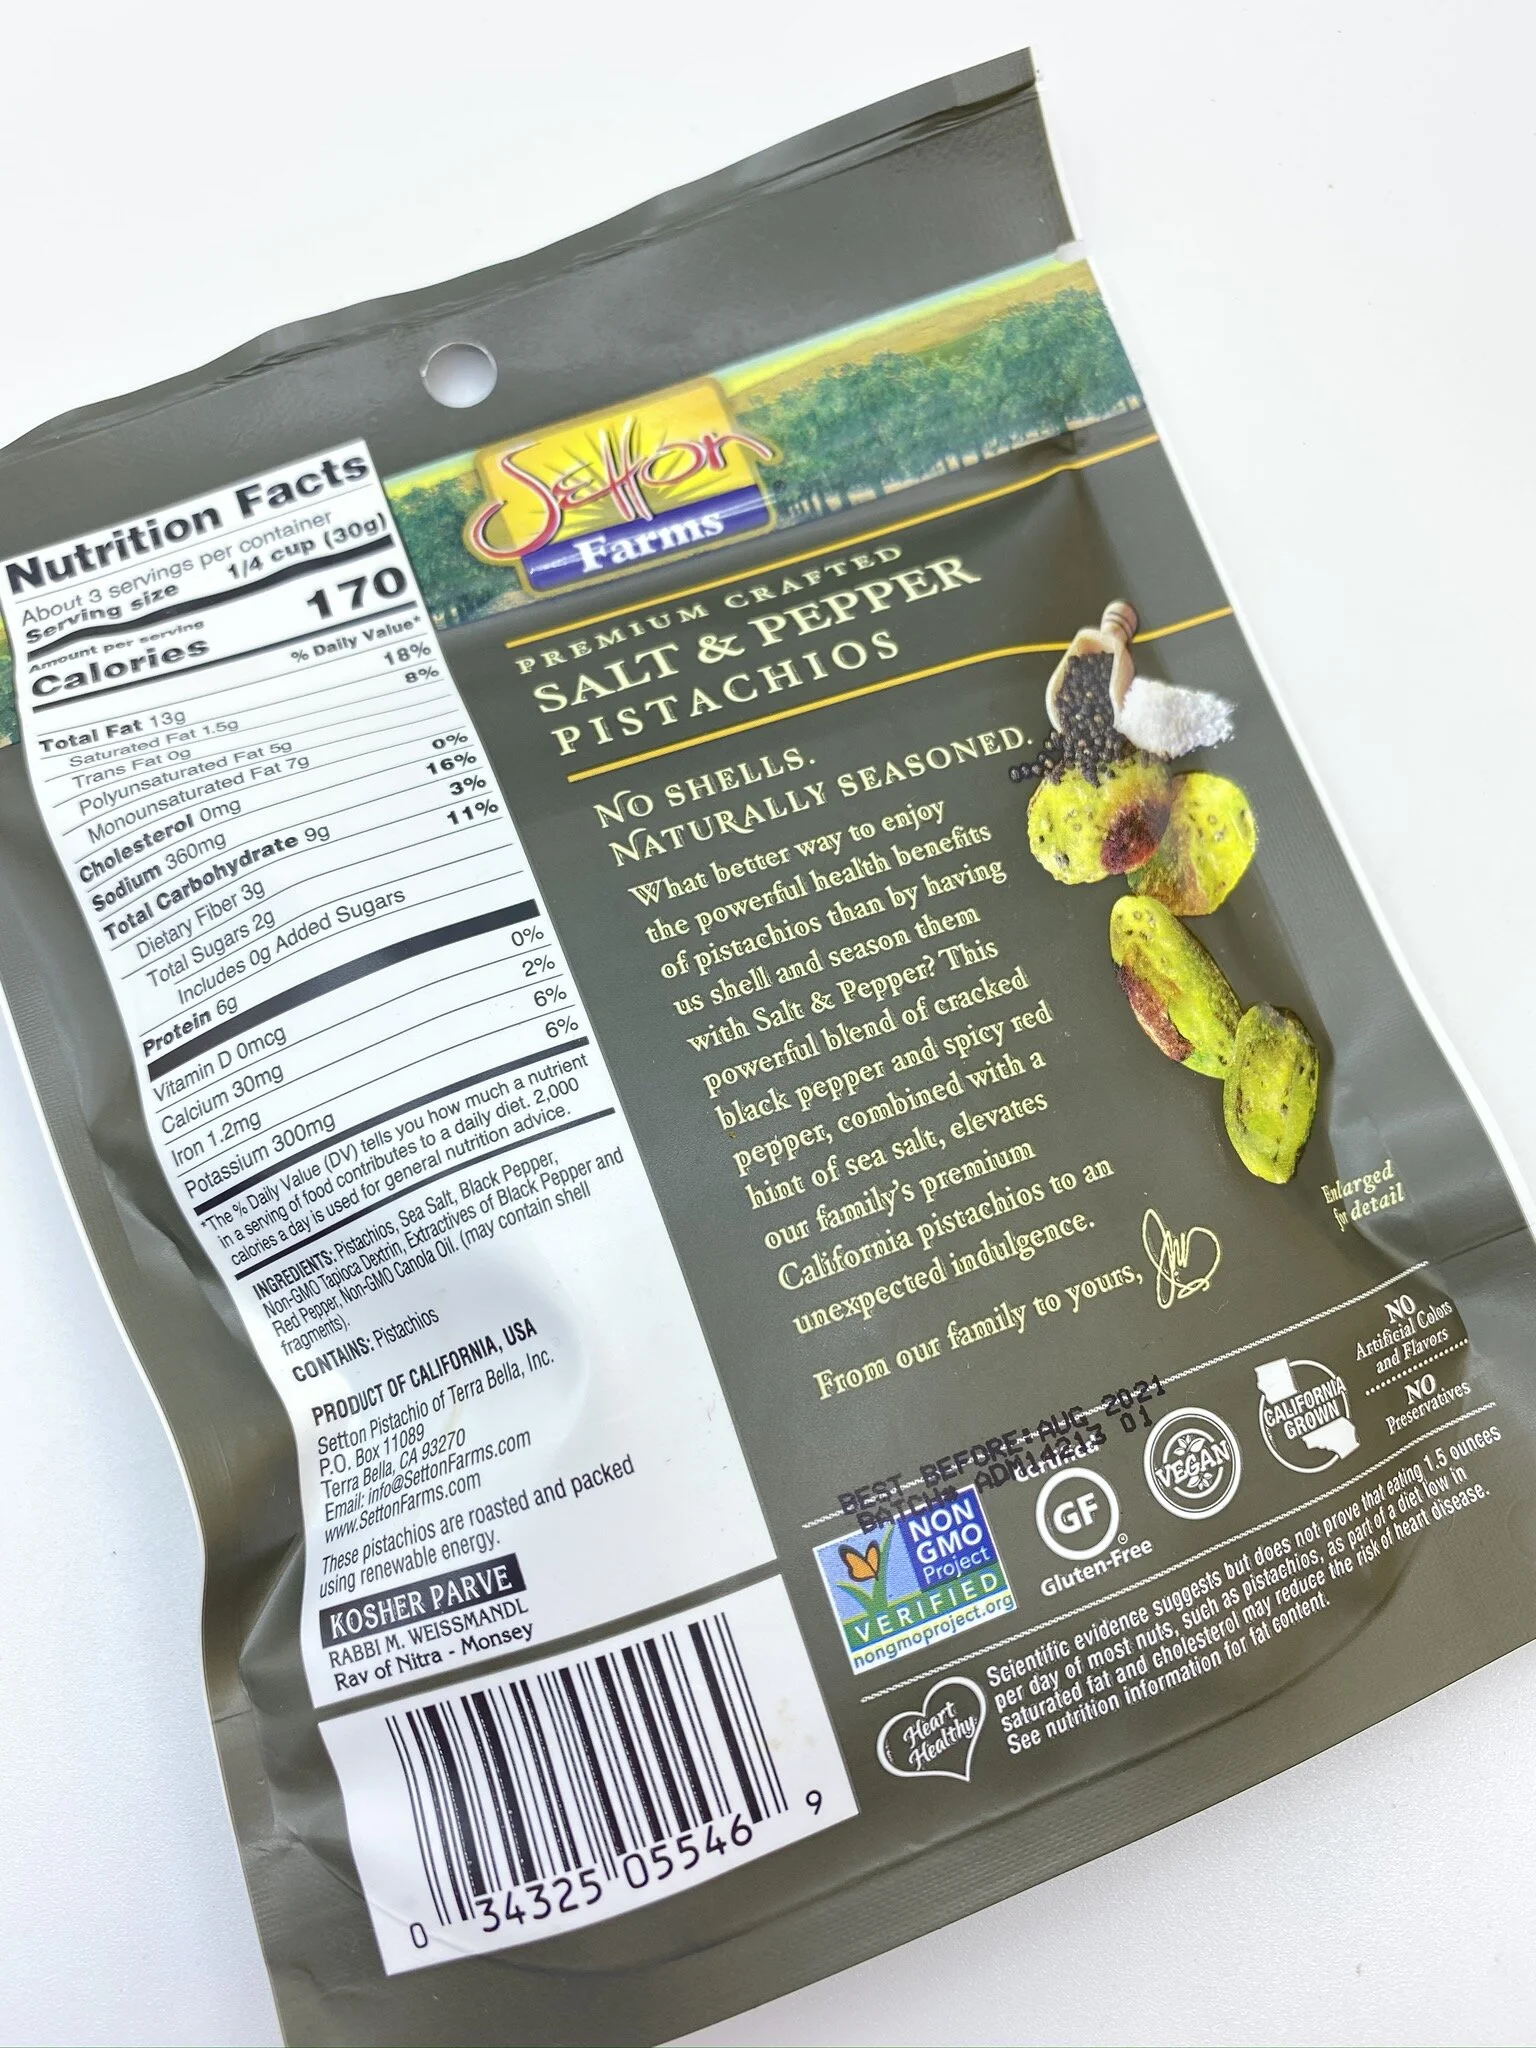 Nutrition Facts
About 3 servings per container
Serving size 1/4 cup (30g)
Amount per serving
Calories 170
% Daily Value*
Total Fat 13g 18%
Saturated Fat 1.5g 8%
Trans Fat 0g
Polyunsaturated Fat 5g
Monounsaturated Fat 7g
Cholesterol 0mg 0%
Sodium 360mg 16%
Total Carbohydrate 9g 3%
Dietary Fiber 3g 11%
Total Sugars 2g
Includes 0g Added Sugars
Protein 6g
Vitamin D 0mcg 0%
Calcium 30mg 2%
Iron 1.2mg 6%
Potassium 300mg 6%
*The % Daily Value (DV) tells you how much a nutrient
in a serving of food contributes to a daily diet. 2,000
calories a day is used for general nutrition advice.
INGREDIENTS: Pistachios, Sea Salt, Black Pepper,
Non-GMO Tapioca Dextrin, Extractives of Black Pepper and
Red Pepper, Non-GMO Canola Oil. (may contain shell
fragments).
CONTAINS: Pistachios
PRODUCT OF CALIFORNIA, USA
Setton Pistachio of Terra Bella, Inc.
P.O. Box 11089
Terra Bella, CA 93270
Email: info@SettonFarms.com
www.SettonFarms.com
These pistachios are roasted and packed
using renewable energy.
KOSHER PARVE
RABBI M. WEISSMANDL
Rav of Nitra - Monsey
0 34325 05546 9
Setton
Farms
PREMIUM CRAFTED
SALT & PEPPER
PISTACHIOS
NO SHELLS.
NATURALLY SEASONED.
What better way to enjoy
the powerful health benefits
of pistachios than by having
us shell and season them
with Salt & Pepper? This
powerful blend of cracked
black pepper and spicy red
pepper, combined with a
hint of sea salt, elevates
our family's premium
California pistachios to an
unexpected indulgence.
From our family to yours,
Enlarged
for detail
BEST BEFORE: AUG 2021
BATCH# ADM14213 01
NON
GMO
Project
VERIFIED
nongmoproject.org
Certified
GF
®
Gluten-Free
VEGAN
CALIFORNIA
GROWN
NO
Artificial Colors
and Flavors
NO
Preservatives
Heart
Healthy
Scientific evidence suggests but does not prove that eating 1.5 ounces
per day of most nuts, such as pistachios, as part of a diet low in
saturated fat and cholesterol may reduce the risk of heart disease.
See nutrition information for fat content.